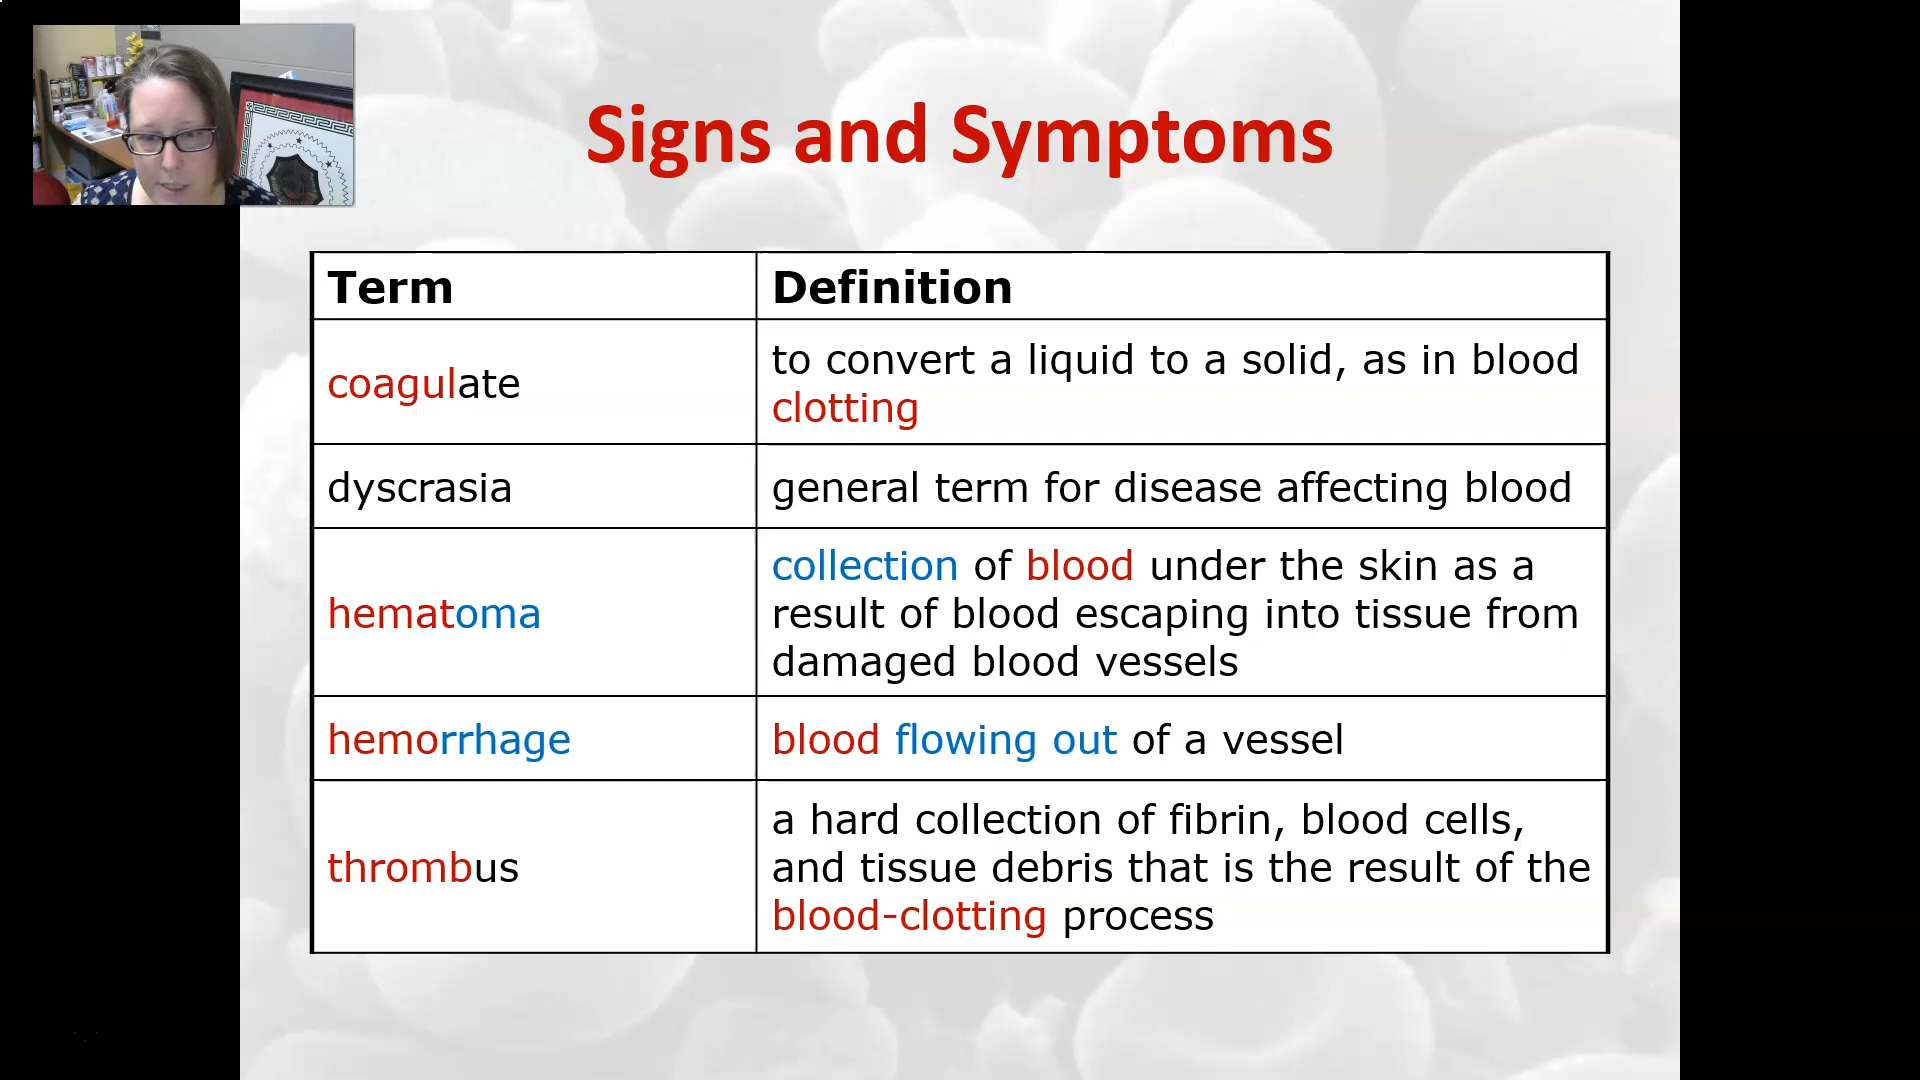 Signs and Symptoms
Term
Definition
coagulate
to convert a liquid to a solid, as in blood
clotting
dyscrasia
general term for disease affecting blood
hematoma
collection of blood under the skin as a
result of blood escaping into tissue from
damaged blood vessels
hemorrhage
blood flowing out of a vessel
thrombus
a hard collection of fibrin, blood cells,
and tissue debris that is the result of the
blood-clotting process